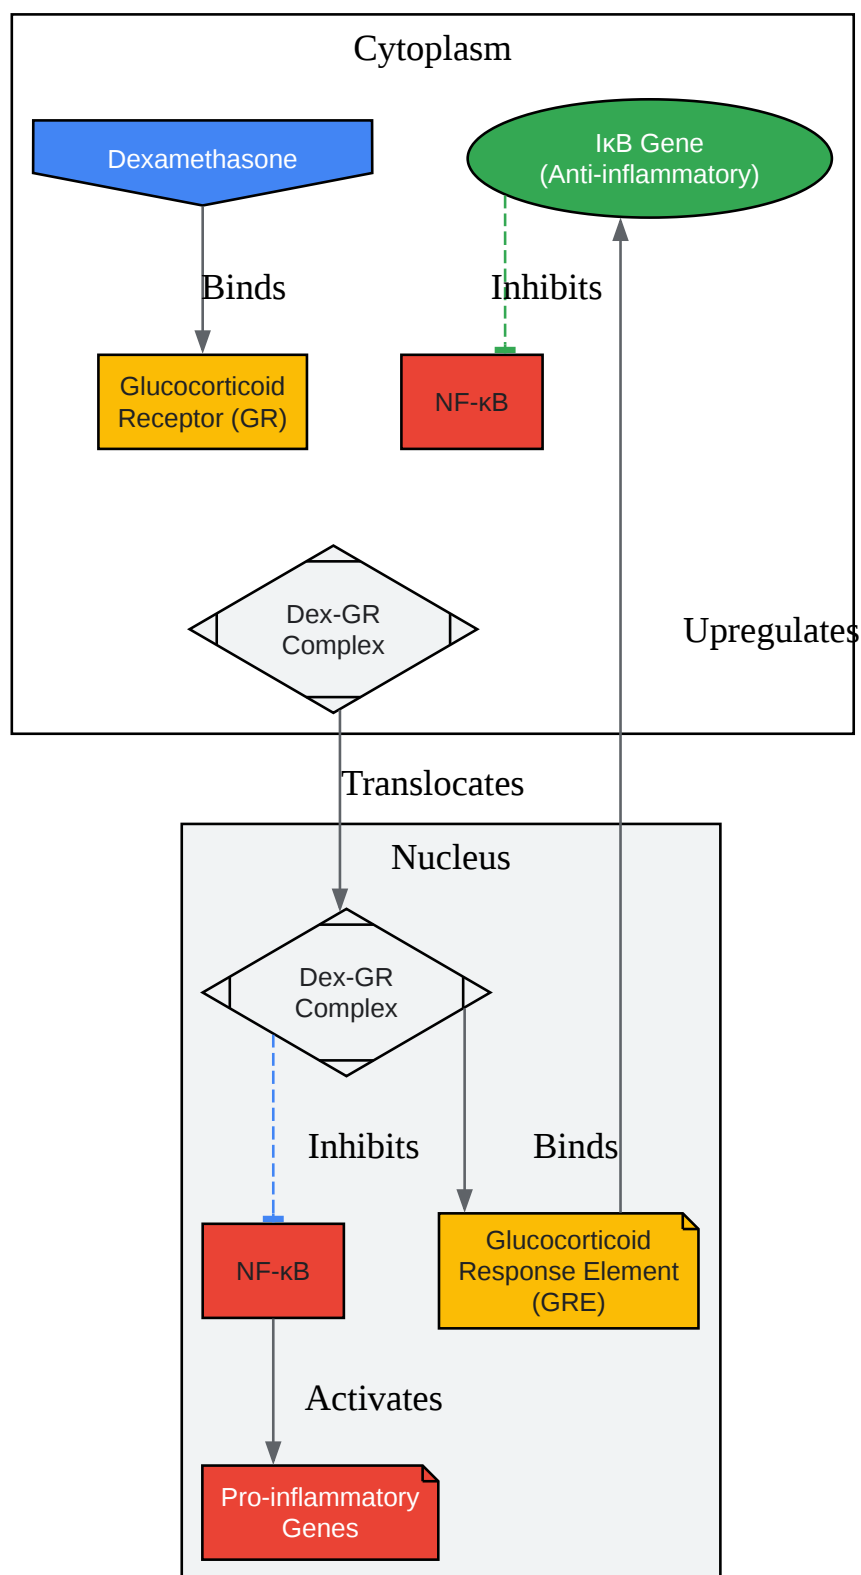 Cytoplasm
Dexamethasone
IκB Gene
(Anti-inflammatory)
Binds
Inhibits
Glucocorticoid
Receptor (GR)
NF-κB
Dex-GR
Complex
Upregulates
Translocates
Nucleus
Dex-GR
Complex
Inhibits
Binds
NF-κB
Glucocorticoid
Response Element
(GRE)
Activates
Pro-inflammatory
Genes